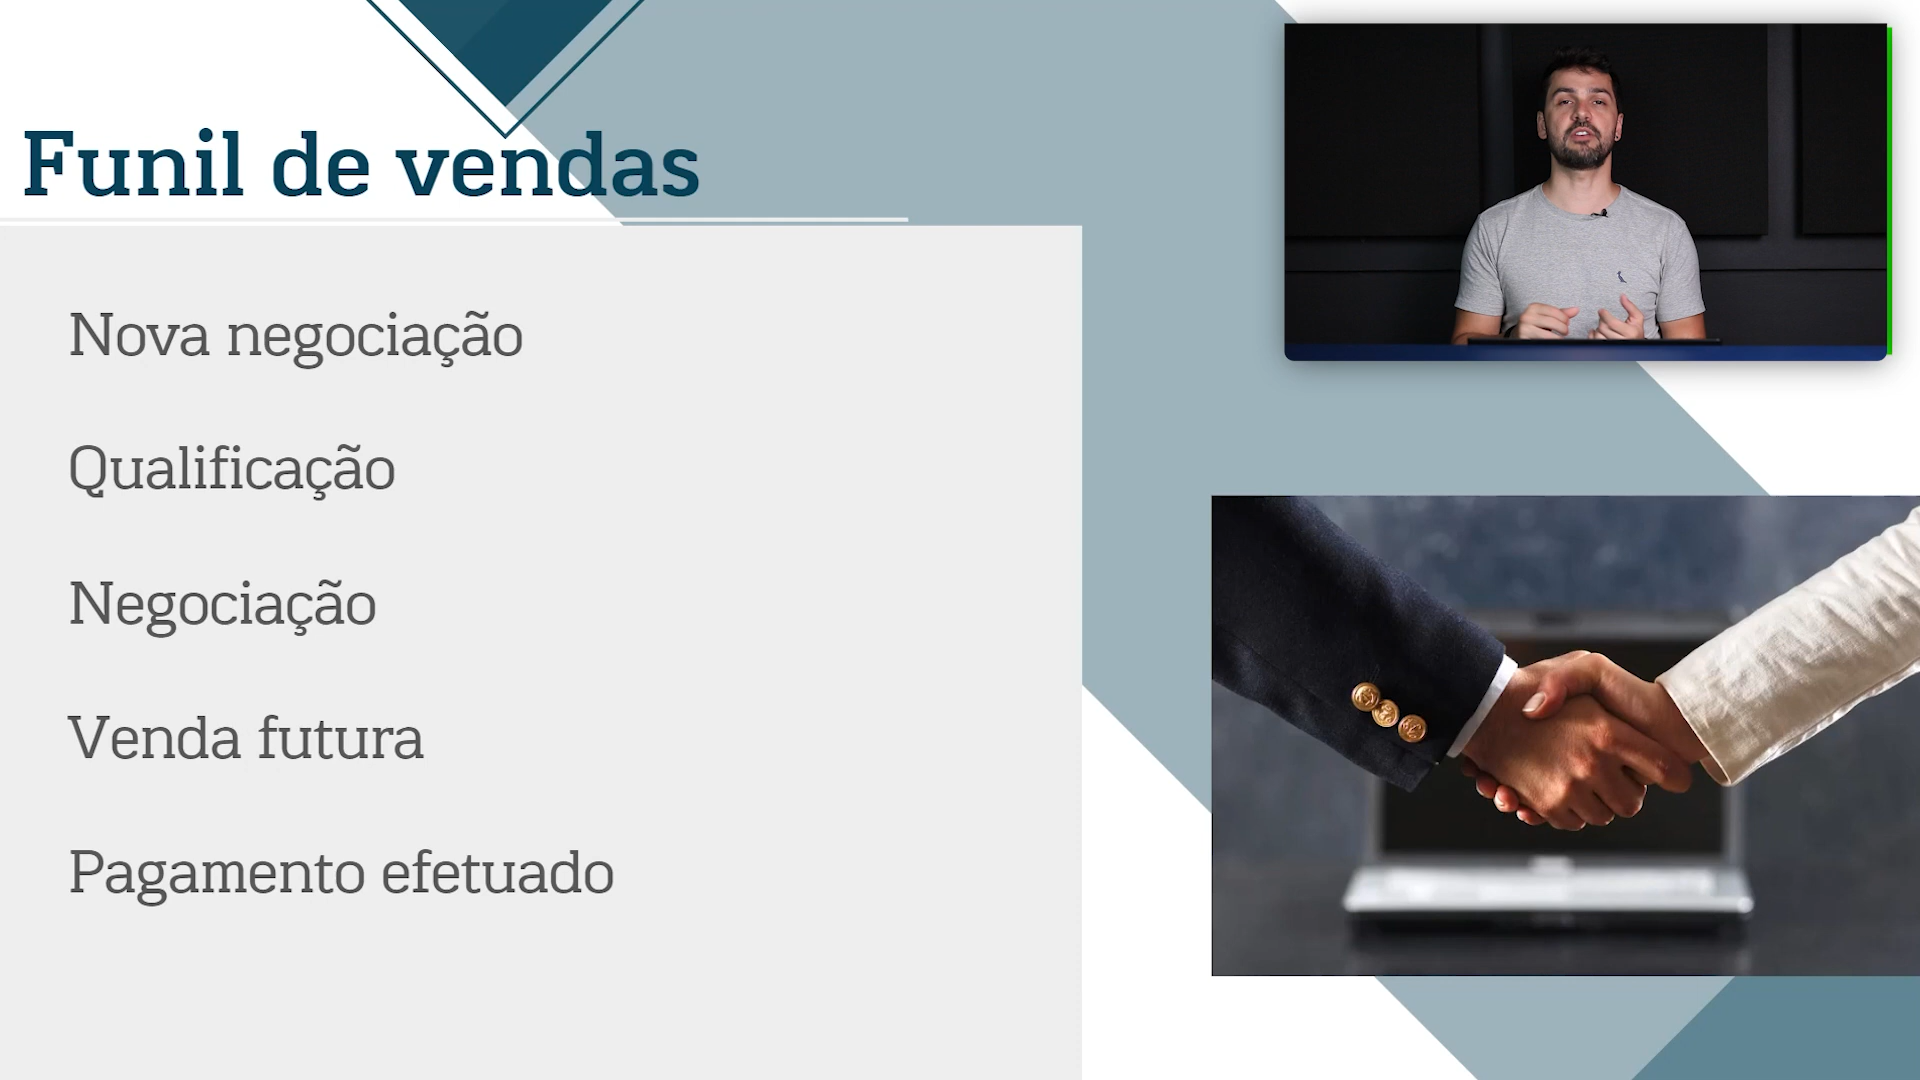 Funil de vendas
Nova negociação
Qualificação
Negociação
Venda futura
Pagamento efetuado